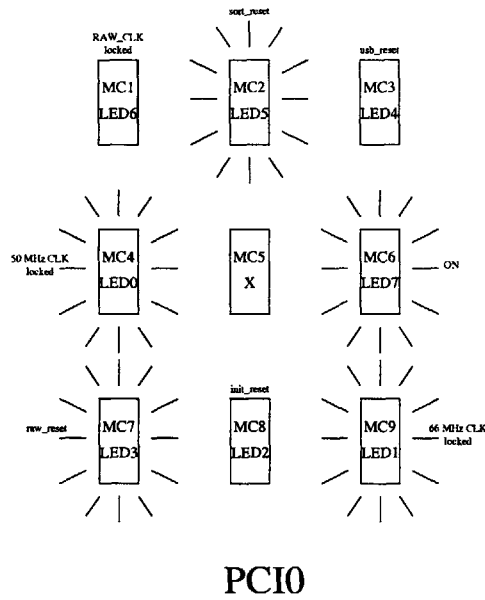 sort_reset
RAW_CLK
locked
usb_reset
MC1
LED6
MC2
LED5
MC3
LED4
50 MHz CLK
locked
MC4
LED0
MC5
X
MC6
LED7
ON
init_reset
raw_reset
MC7
LED3
MC8
LED2
MC9
LED1
66 MHz CLK
locked
PCI0